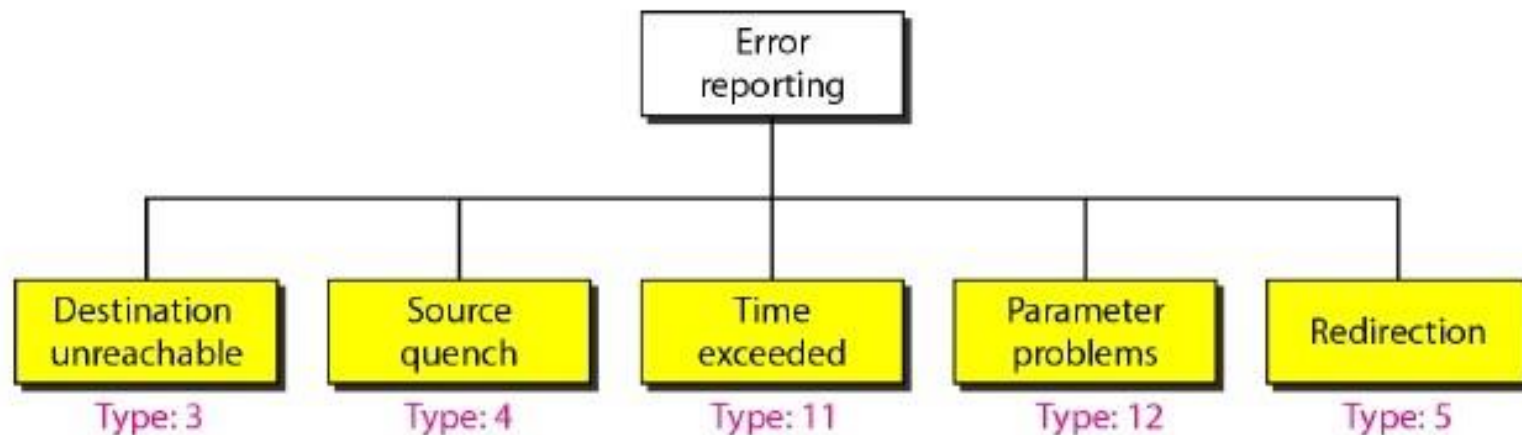 Error
reporting
Destination
unreachable
Source
quench
Time
exceeded
Parameter
problems
Redirection
Type: 3
Type: 4
Type: 11
Type: 12
Type: 5